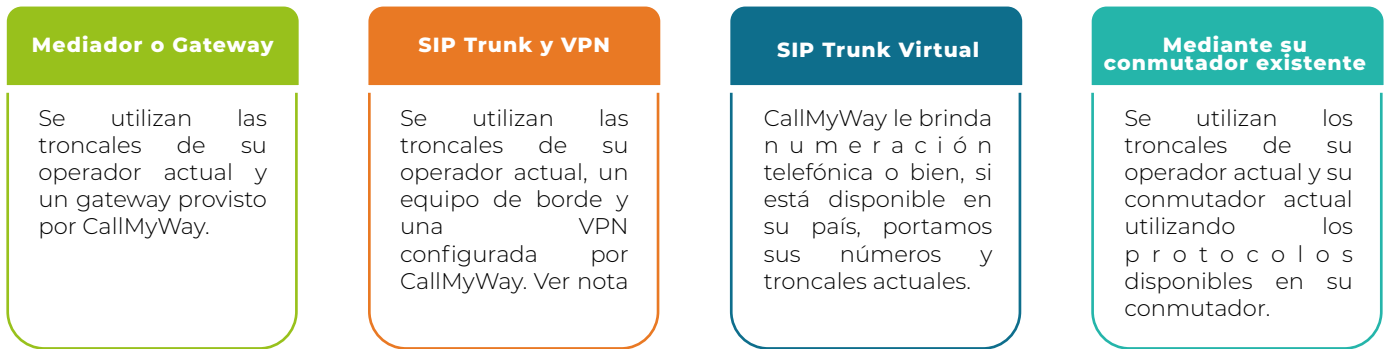 Mediador o Gateway
Se utilizan las
troncales de su
operador actual y
un gateway provisto
por CallMyWay.
SIP Trunk y VPN
Se utilizan las
troncales de su
operador actual, un
equipo de borde y
una VPN
configurada por
CallMyWay. Ver nota
SIP Trunk Virtual
CallMyWay le brinda
numeración
telefónica o bien, si
está disponible en
su país, portamos
sus números y
troncales actuales.
Mediante su
conmutador existente
Se utilizan los
troncales de su
operador actual y su
conmutador actual
utilizando los
protocolos
disponibles en su
conmutador.